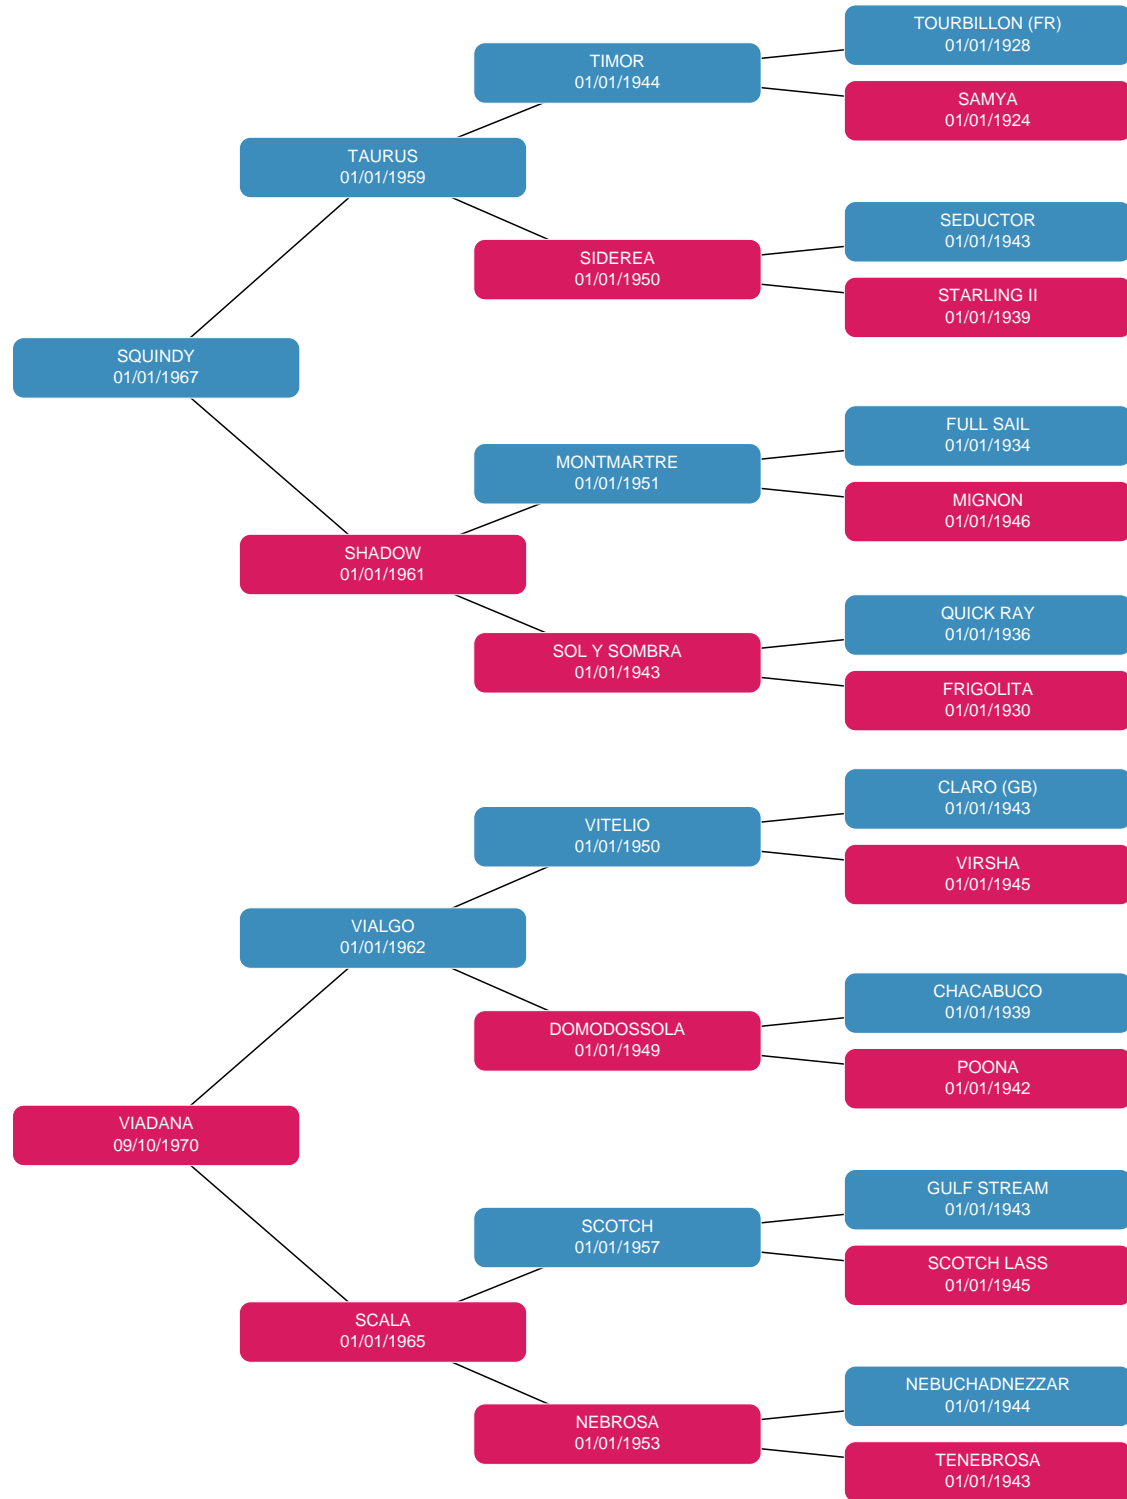 TOURBILLON (FR)
01/01/1928
TIMOR
01/01/1944
SAMYA
01/01/1924
TAURUS
01/01/1959
SEDUCTOR
01/01/1943
SIDEREA
01/01/1950
STARLING II
01/01/1939
SQUINDY
01/01/1967
FULL SAIL
01/01/1934
MONTMARTRE
01/01/1951
MIGNON
01/01/1946
SHADOW
01/01/1961
QUICK RAY
01/01/1936
SOL Y SOMBRA
01/01/1943
FRIGOLITA
01/01/1930
CLARO (GB)
01/01/1943
VITELIO
01/01/1950
VIRSHA
01/01/1945
VIALGO
01/01/1962
CHACABUCO
01/01/1939
DOMODOSSOLA
01/01/1949
POONA
01/01/1942
VIADANA
09/10/1970
GULF STREAM
01/01/1943
SCOTCH
01/01/1957
SCOTCH LASS
01/01/1945
SCALA
01/01/1965
NEBUCHADNEZZAR
01/01/1944
NEBROSA
01/01/1953
TENEBROSA
01/01/1943